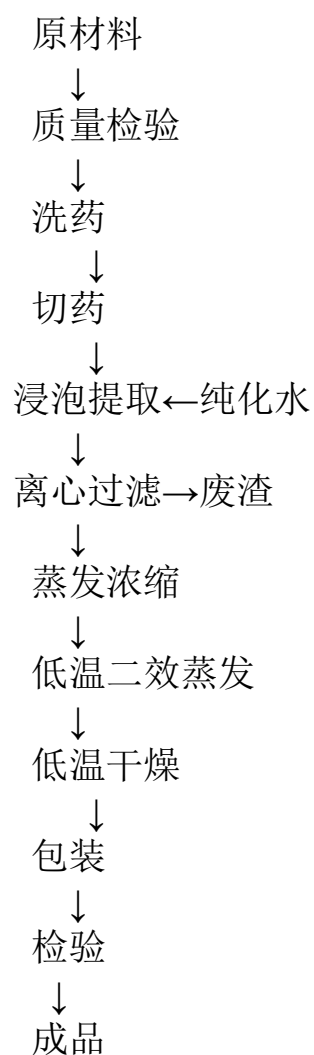 原材料
↓
质量检验
↓
洗药
↓
切药
↓
浸泡提取←纯化水
↓
离心过滤→废渣
↓
蒸发浓缩
↓
低温二效蒸发
↓
低温干燥
↓
包装
↓
检验
↓
成品